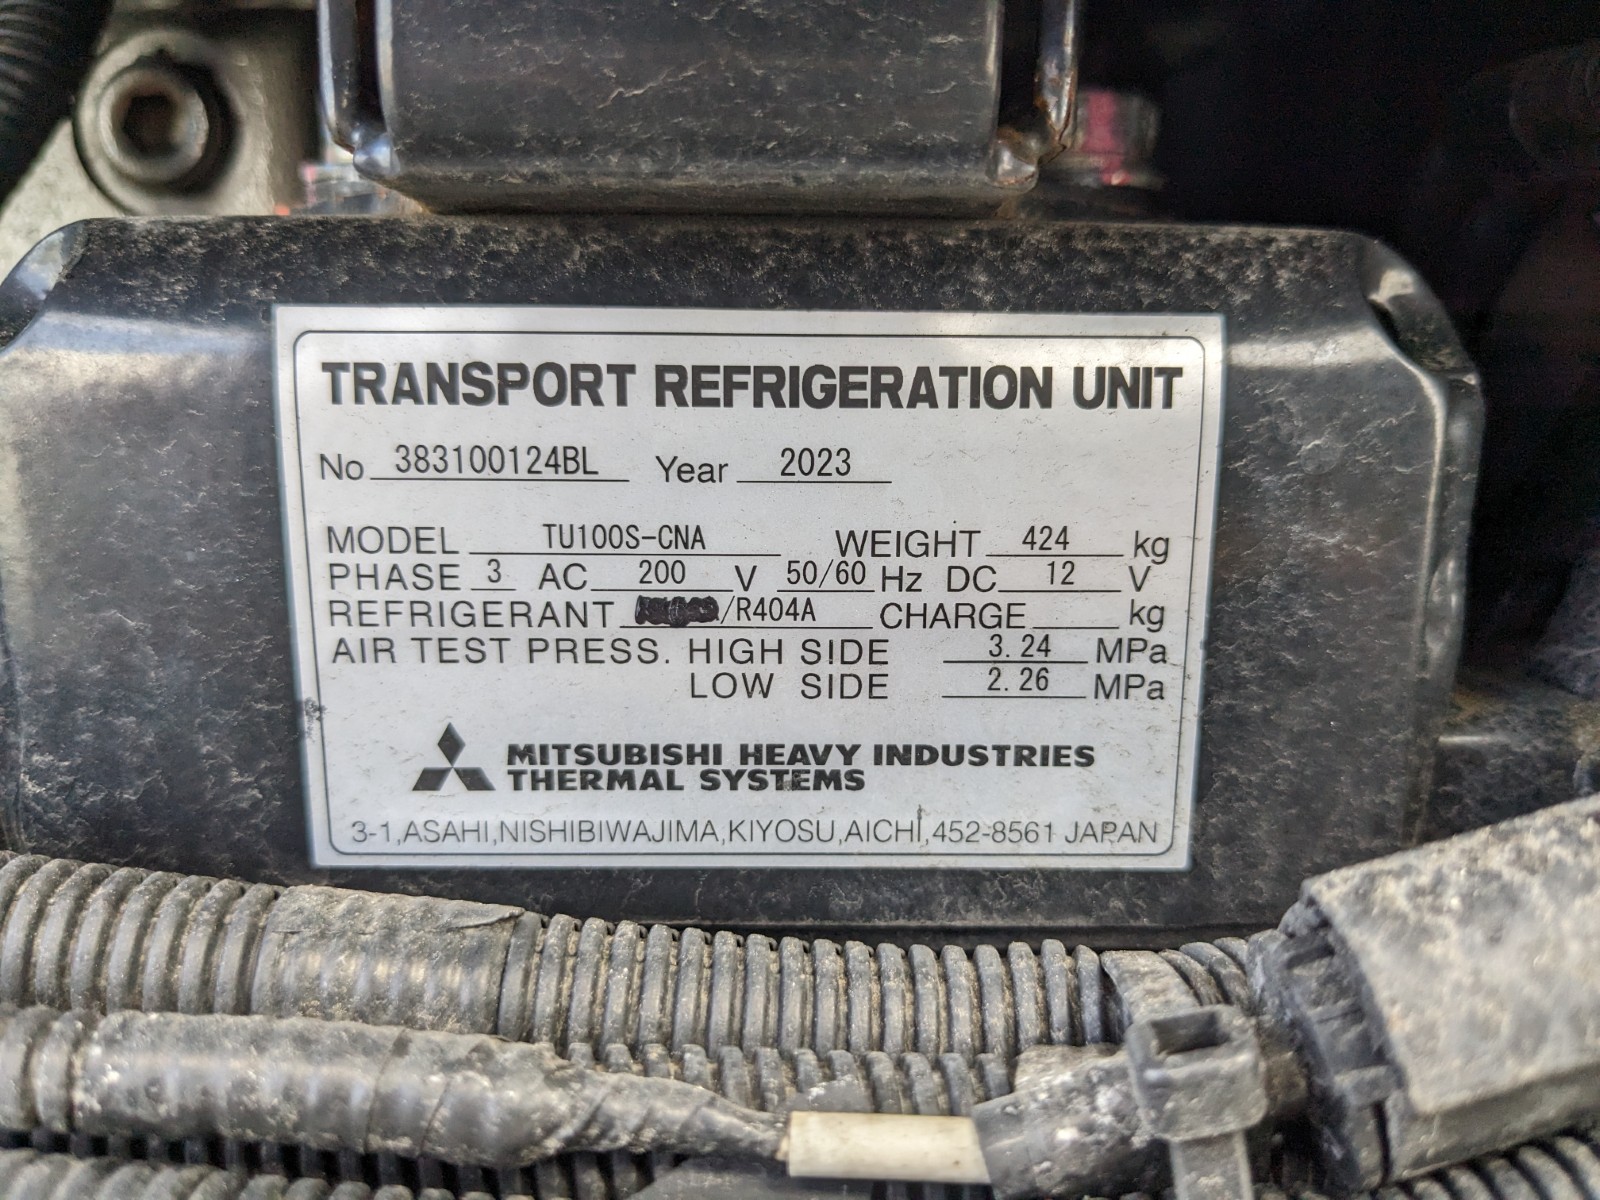 TRANSPORT REFRIGERATION UNIT
No 383100124BL Year 2023
MODEL TU100S-CNA WEIGHT 424 kg
PHASE 3 AC 200 V 50/60 Hz DC 12 V
REFRIGERANT /R404A CHARGE kg
AIR TEST PRESS. HIGH SIDE 3.24 MPa
LOW SIDE 2.26 MPa
MITSUBISHI HEAVY INDUSTRIES
THERMAL SYSTEMS
3-1,ASAHI,NISHIBIWAJIMA,KIYOSU,AICHI,452-8561 JAPAN